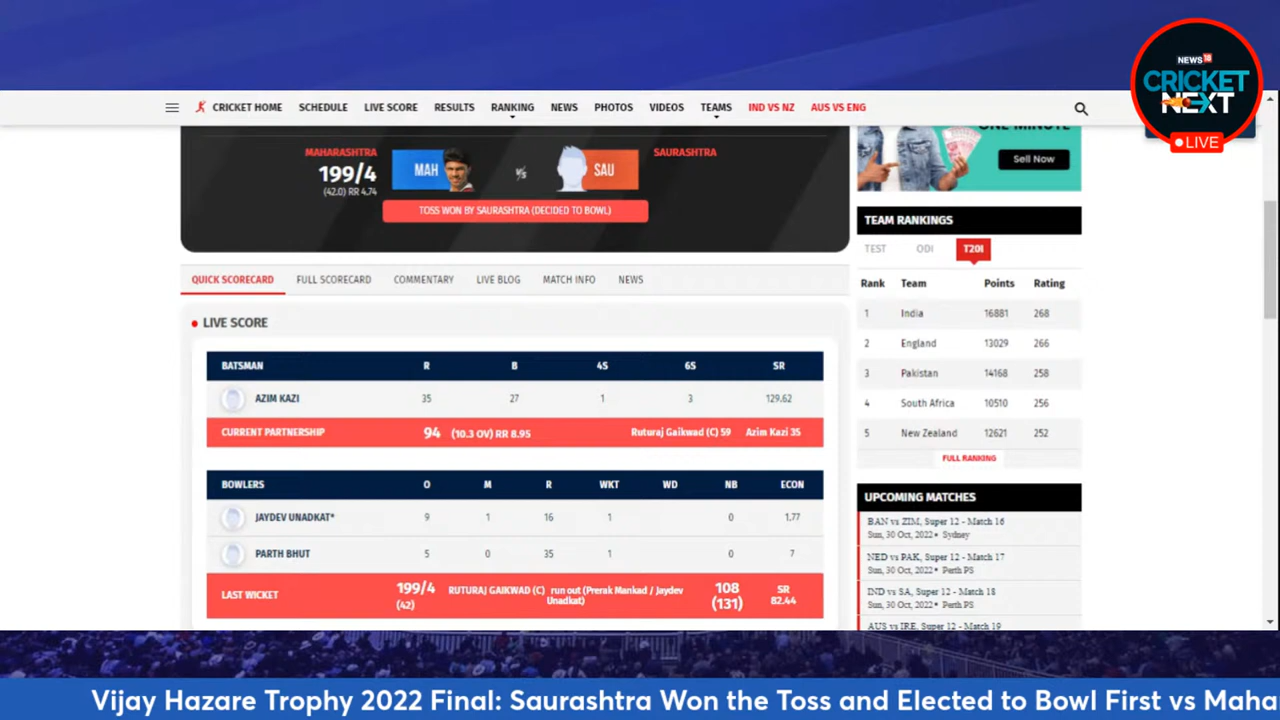 NEWS18
CRICKET
NEXT
LIVE
CRICKET HOME SCHEDULE LIVE SCORE RESULTS RANKING NEWS PHOTOS VIDEOS TEAMS IND VS NZ AUS VS ENG
MAHARASHTRA
199/4
(42.0) RR 4.74
MAH
V/S
SAU
SAURASHTRA
TOSS WON BY SAURASHTRA (DECIDED TO BOWL)
ONE MINUTE
Sell Now
QUICK SCORECARD FULL SCORECARD COMMENTARY LIVE BLOG MATCH INFO NEWS
LIVE SCORE
BATSMAN R B 4S 6S SR
AZIM KAZI 35 27 1 3 129.62
CURRENT PARTNERSHIP 94 (10.3 OV) RR 8.95 Ruturaj Gaikwad (C) 59 Azim Kazi 35
BOWLERS O M R WKT WD NB ECON
JAYDEV UNADKAT* 9 1 16 1 0 1.77
PARTH BHUT 5 0 35 1 0 7
LAST WICKET 199/4 (42) RUTURAJ GAIKWAD (C) run out (Prerak Mankad / Jaydev
Unadkat) 108 (131) SR 82.44
TEAM RANKINGS
TEST ODI T20I
Rank Team Points Rating
1 India 16881 268
2 England 13029 266
3 Pakistan 14168 258
4 South Africa 10510 256
5 New Zealand 12621 252
FULL RANKING
UPCOMING MATCHES
BAN vs ZIM, Super 12 - Match 16
Sun, 30 Oct, 2022• Sydney
NED vs PAK, Super 12 - Match 17
Sun, 30 Oct, 2022• Perth PS
IND vs SA, Super 12 - Match 18
Sun, 30 Oct, 2022• Perth PS
AUS vs IRE, Super 12 - Match 19
Vijay Hazare Trophy 2022 Final: Saurashtra Won the Toss and Elected to Bowl First vs Maha